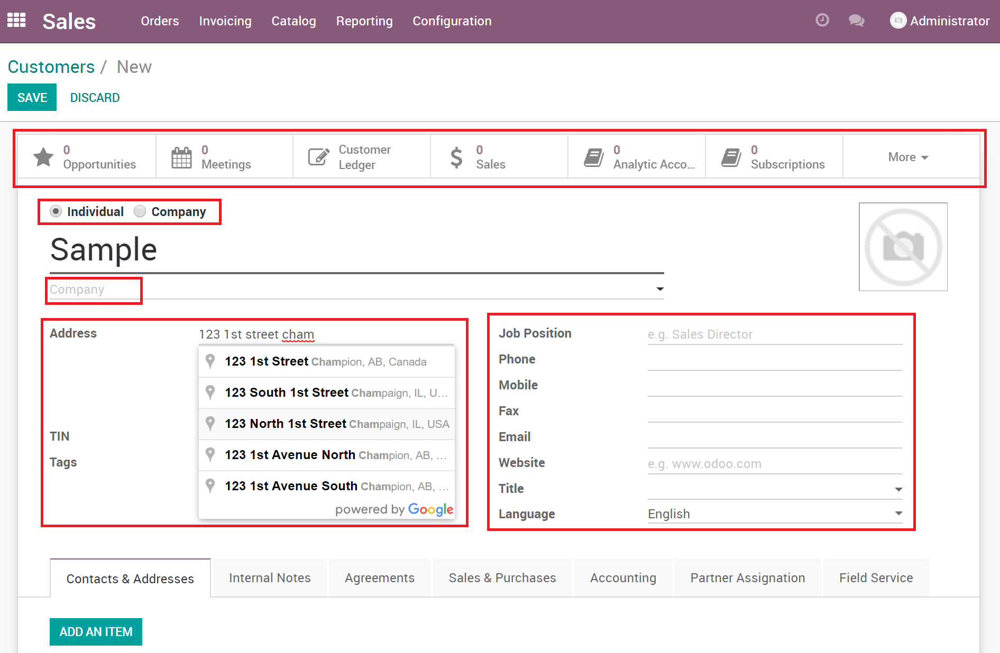 Sales Orders Invoicing Catalog Reporting Configuration Administrator
Customers / New
SAVE DISCARD
0 Opportunities
0 Meetings
Customer Ledger
0 Sales
0 Analytic Acco...
0 Subscriptions
More
Individual Company
Sample
Company
Address 123 1st street cham
123 1st Street Champion, AB, Canada
123 South 1st Street Champaign, IL, U...
123 North 1st Street Champaign, IL, USA
123 1st Avenue North Champion, AB, ...
123 1st Avenue South Champion, AB, ...
powered by Google
TIN
Tags
Job Position e.g. Sales Director
Phone
Mobile
Fax
Email
Website e.g. www.odoo.com
Title
Language English
Contacts & Addresses Internal Notes Agreements Sales & Purchases Accounting Partner Assignation Field Service
ADD AN ITEM